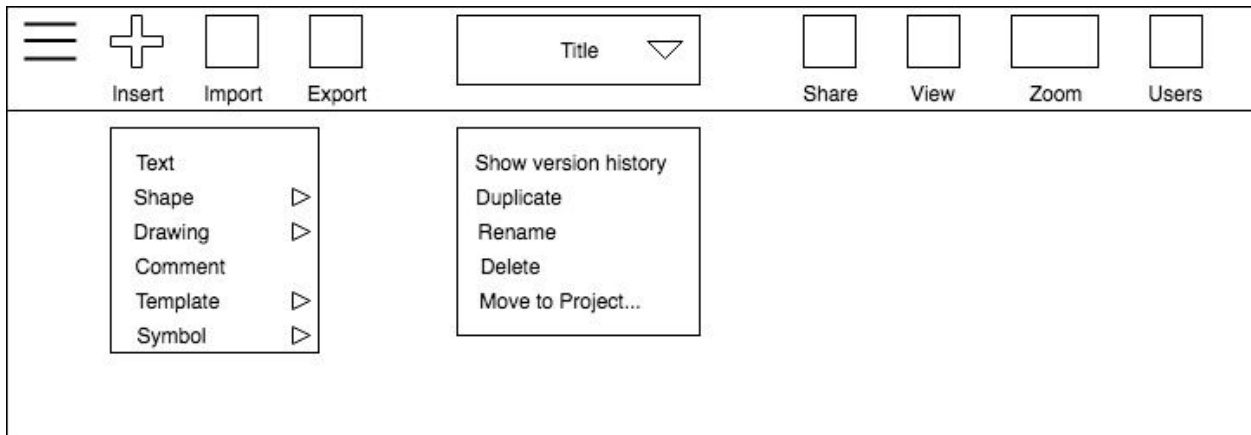 Title
Insert Import Export Share View Zoom Users
Text
Shape
Drawing
Comment
Template
Symbol
Show version history
Duplicate
Rename
Delete
Move to Project...